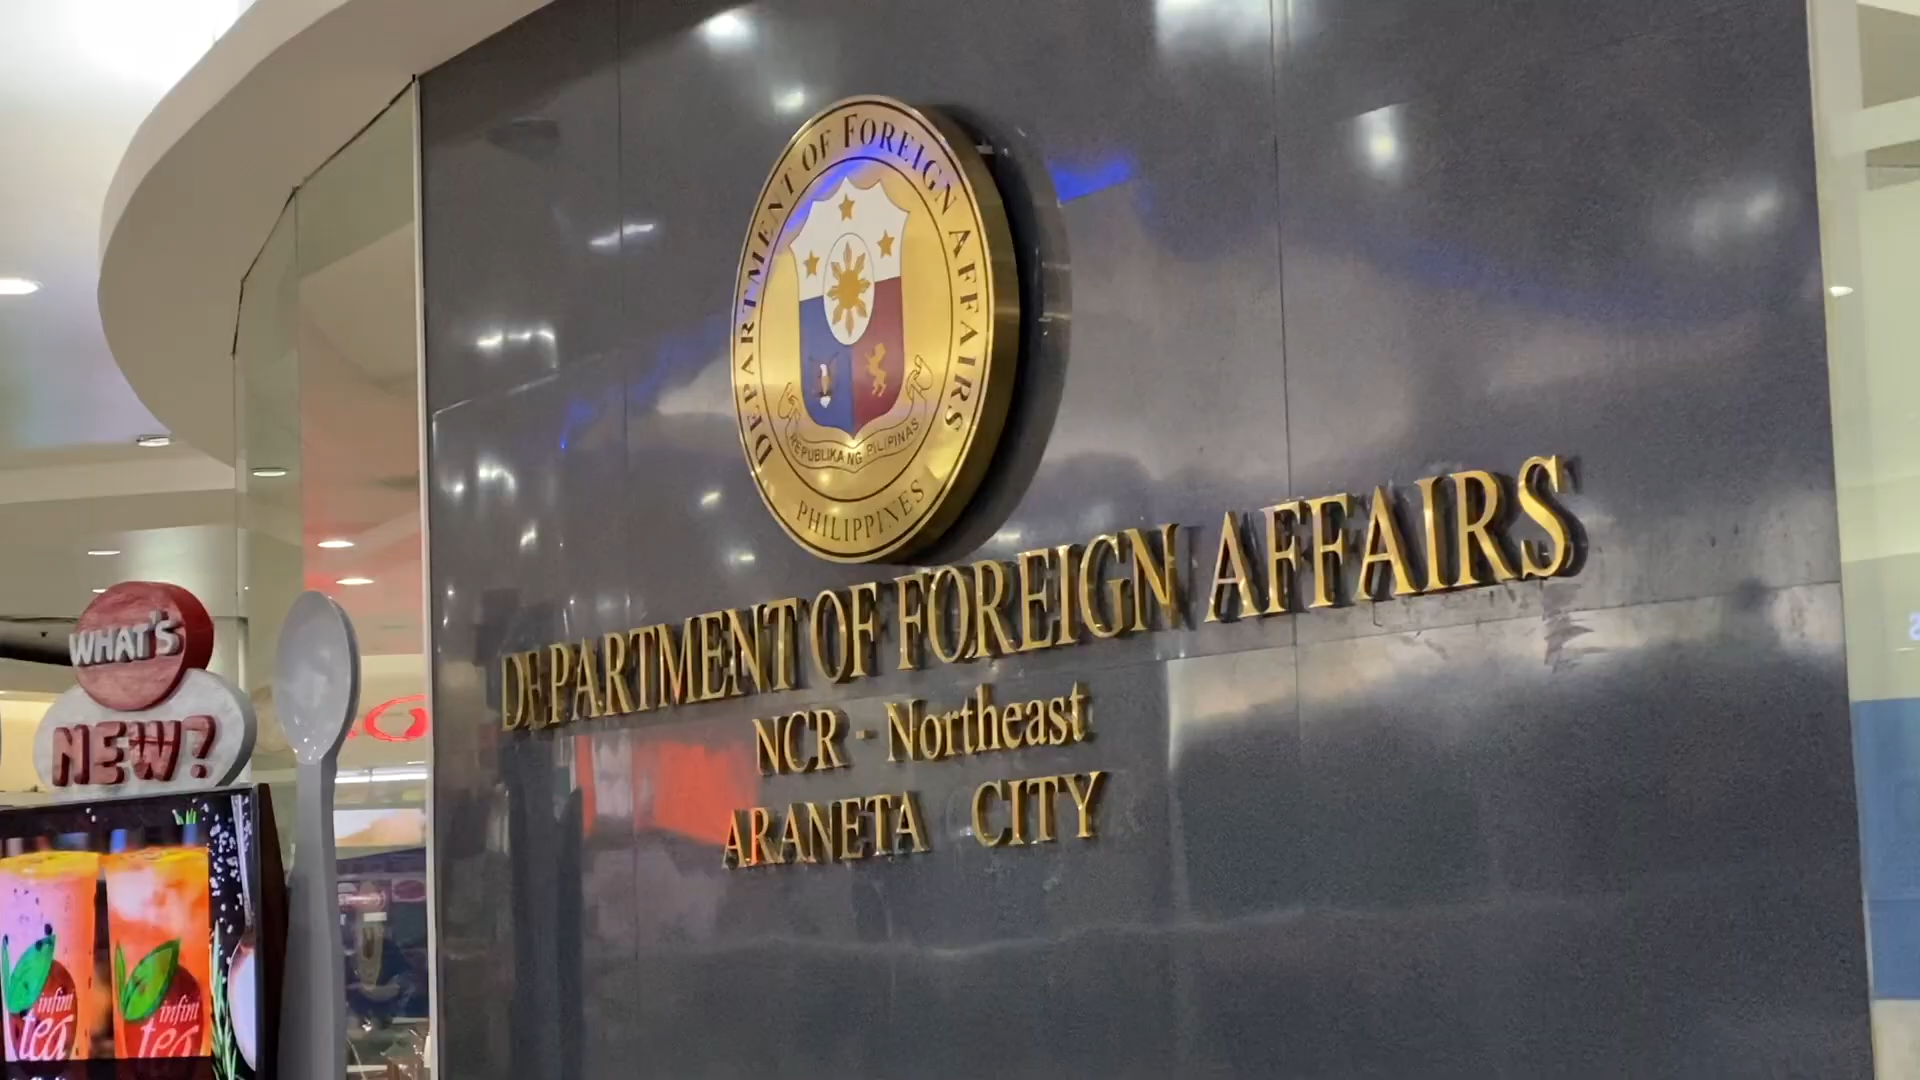 DEPARTMENT OF FOREIGN AFFAIRS
REPUBLIKA NG PILIPINAS
PHILIPPINES
DEPARTMENT OF FOREIGN AFFAIRS
NCR - Northeast
ARANETA CITY
WHAT'S
NEW?
infini
tea
infini
tea